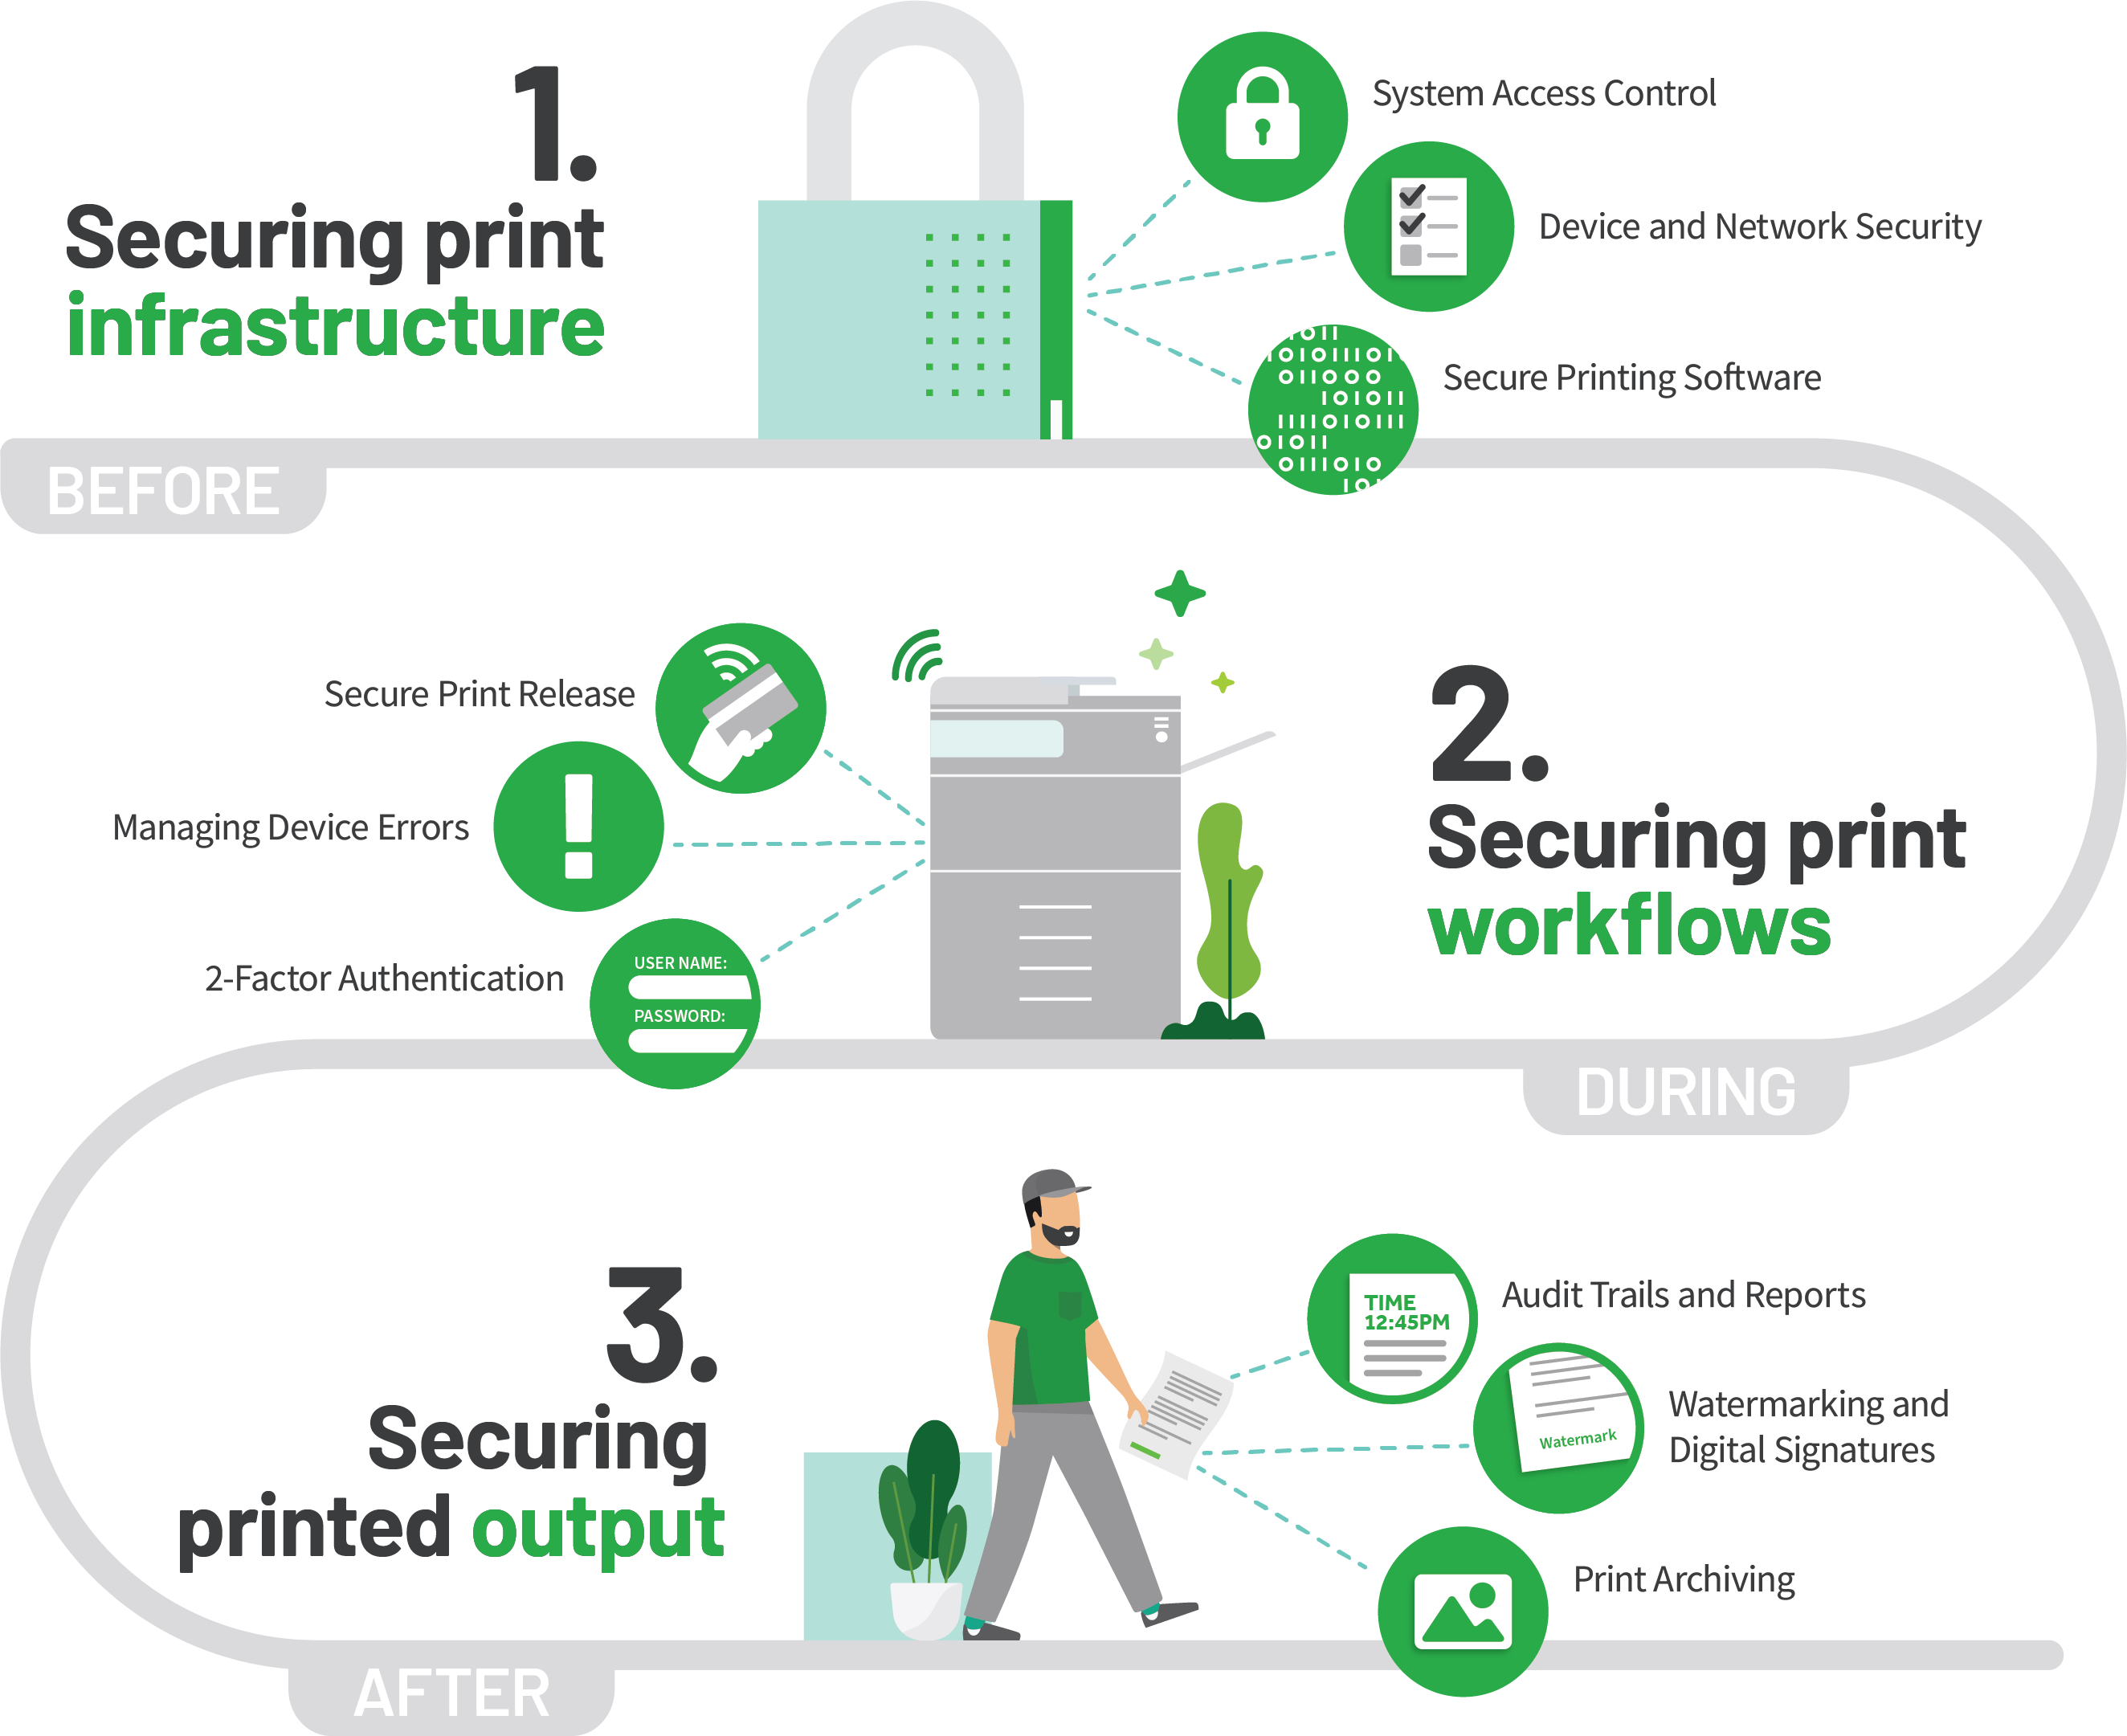 1.
Securing print
infrastructure
System Access Control
Device and Network Security
Secure Printing Software
BEFORE
Secure Print Release
Managing Device Errors
2-Factor Authentication
USER NAME:
PASSWORD:
2.
Securing print
workflows
DURING
3.
Securing
printed output
TIME
12:45PM
Audit Trails and Reports
Watermark
Watermarking and
Digital Signatures
Print Archiving
AFTER